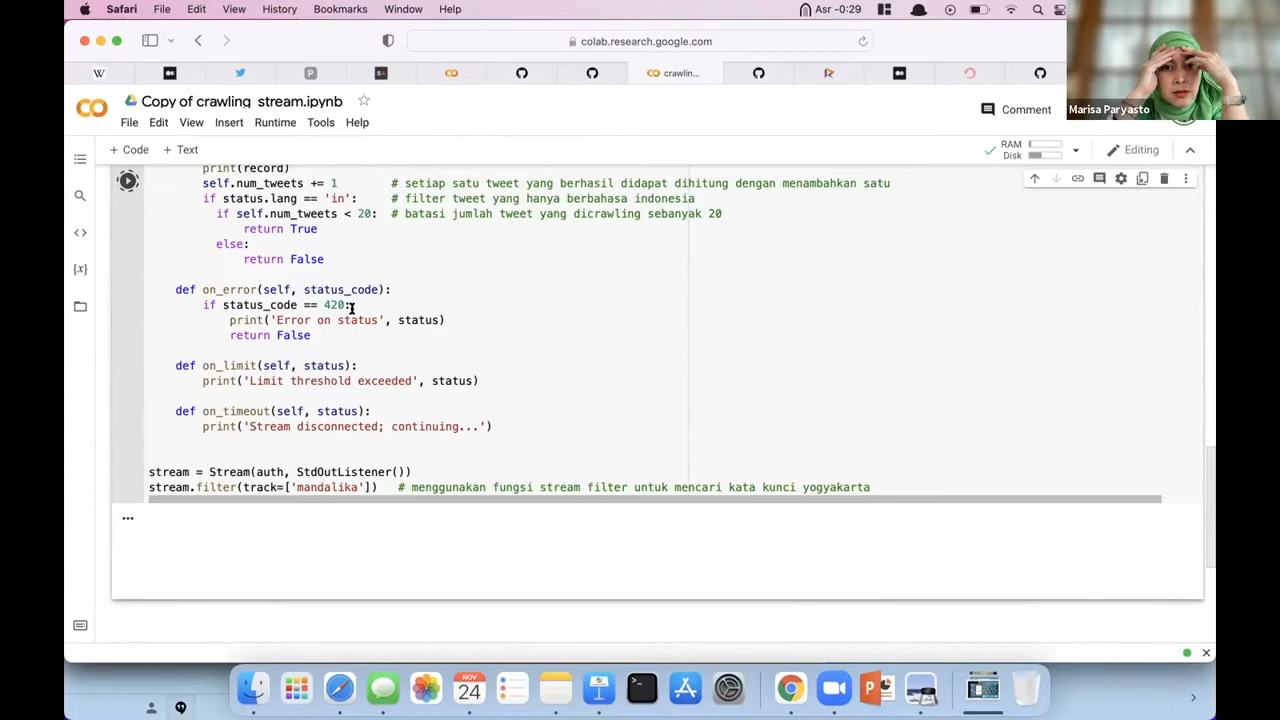 Safari File Edit View History Bookmarks Window Help Asr -0:29
colab.research.google.com
W P SA crawlin...
Copy of crawling_stream.ipynb
Comment
Marisa Paryasto
File Edit View Insert Runtime Tools Help
+ Code + Text
RAM
Disk
Editing
print(record)
self.num_tweets += 1 # setiap satu tweet yang berhasil didapat dihitung dengan menambahkan satu
if status.lang == 'in': # filter tweet yang hanya berbahasa indonesia
if self.num_tweets < 20: # batasi jumlah tweet yang dicrawling sebanyak 20
return True
else:
return False
def on_error(self, status_code):
if status_code == 420:
print('Error on status', status)
return False
def on_limit(self, status):
print('Limit threshold exceeded', status)
def on_timeout(self, status):
print('Stream disconnected; continuing...')
stream = Stream(auth, StdOutListener())
stream.filter(track=['mandalika']) # menggunakan fungsi stream filter untuk mencari kata kunci yogyakarta
...
NOV
24